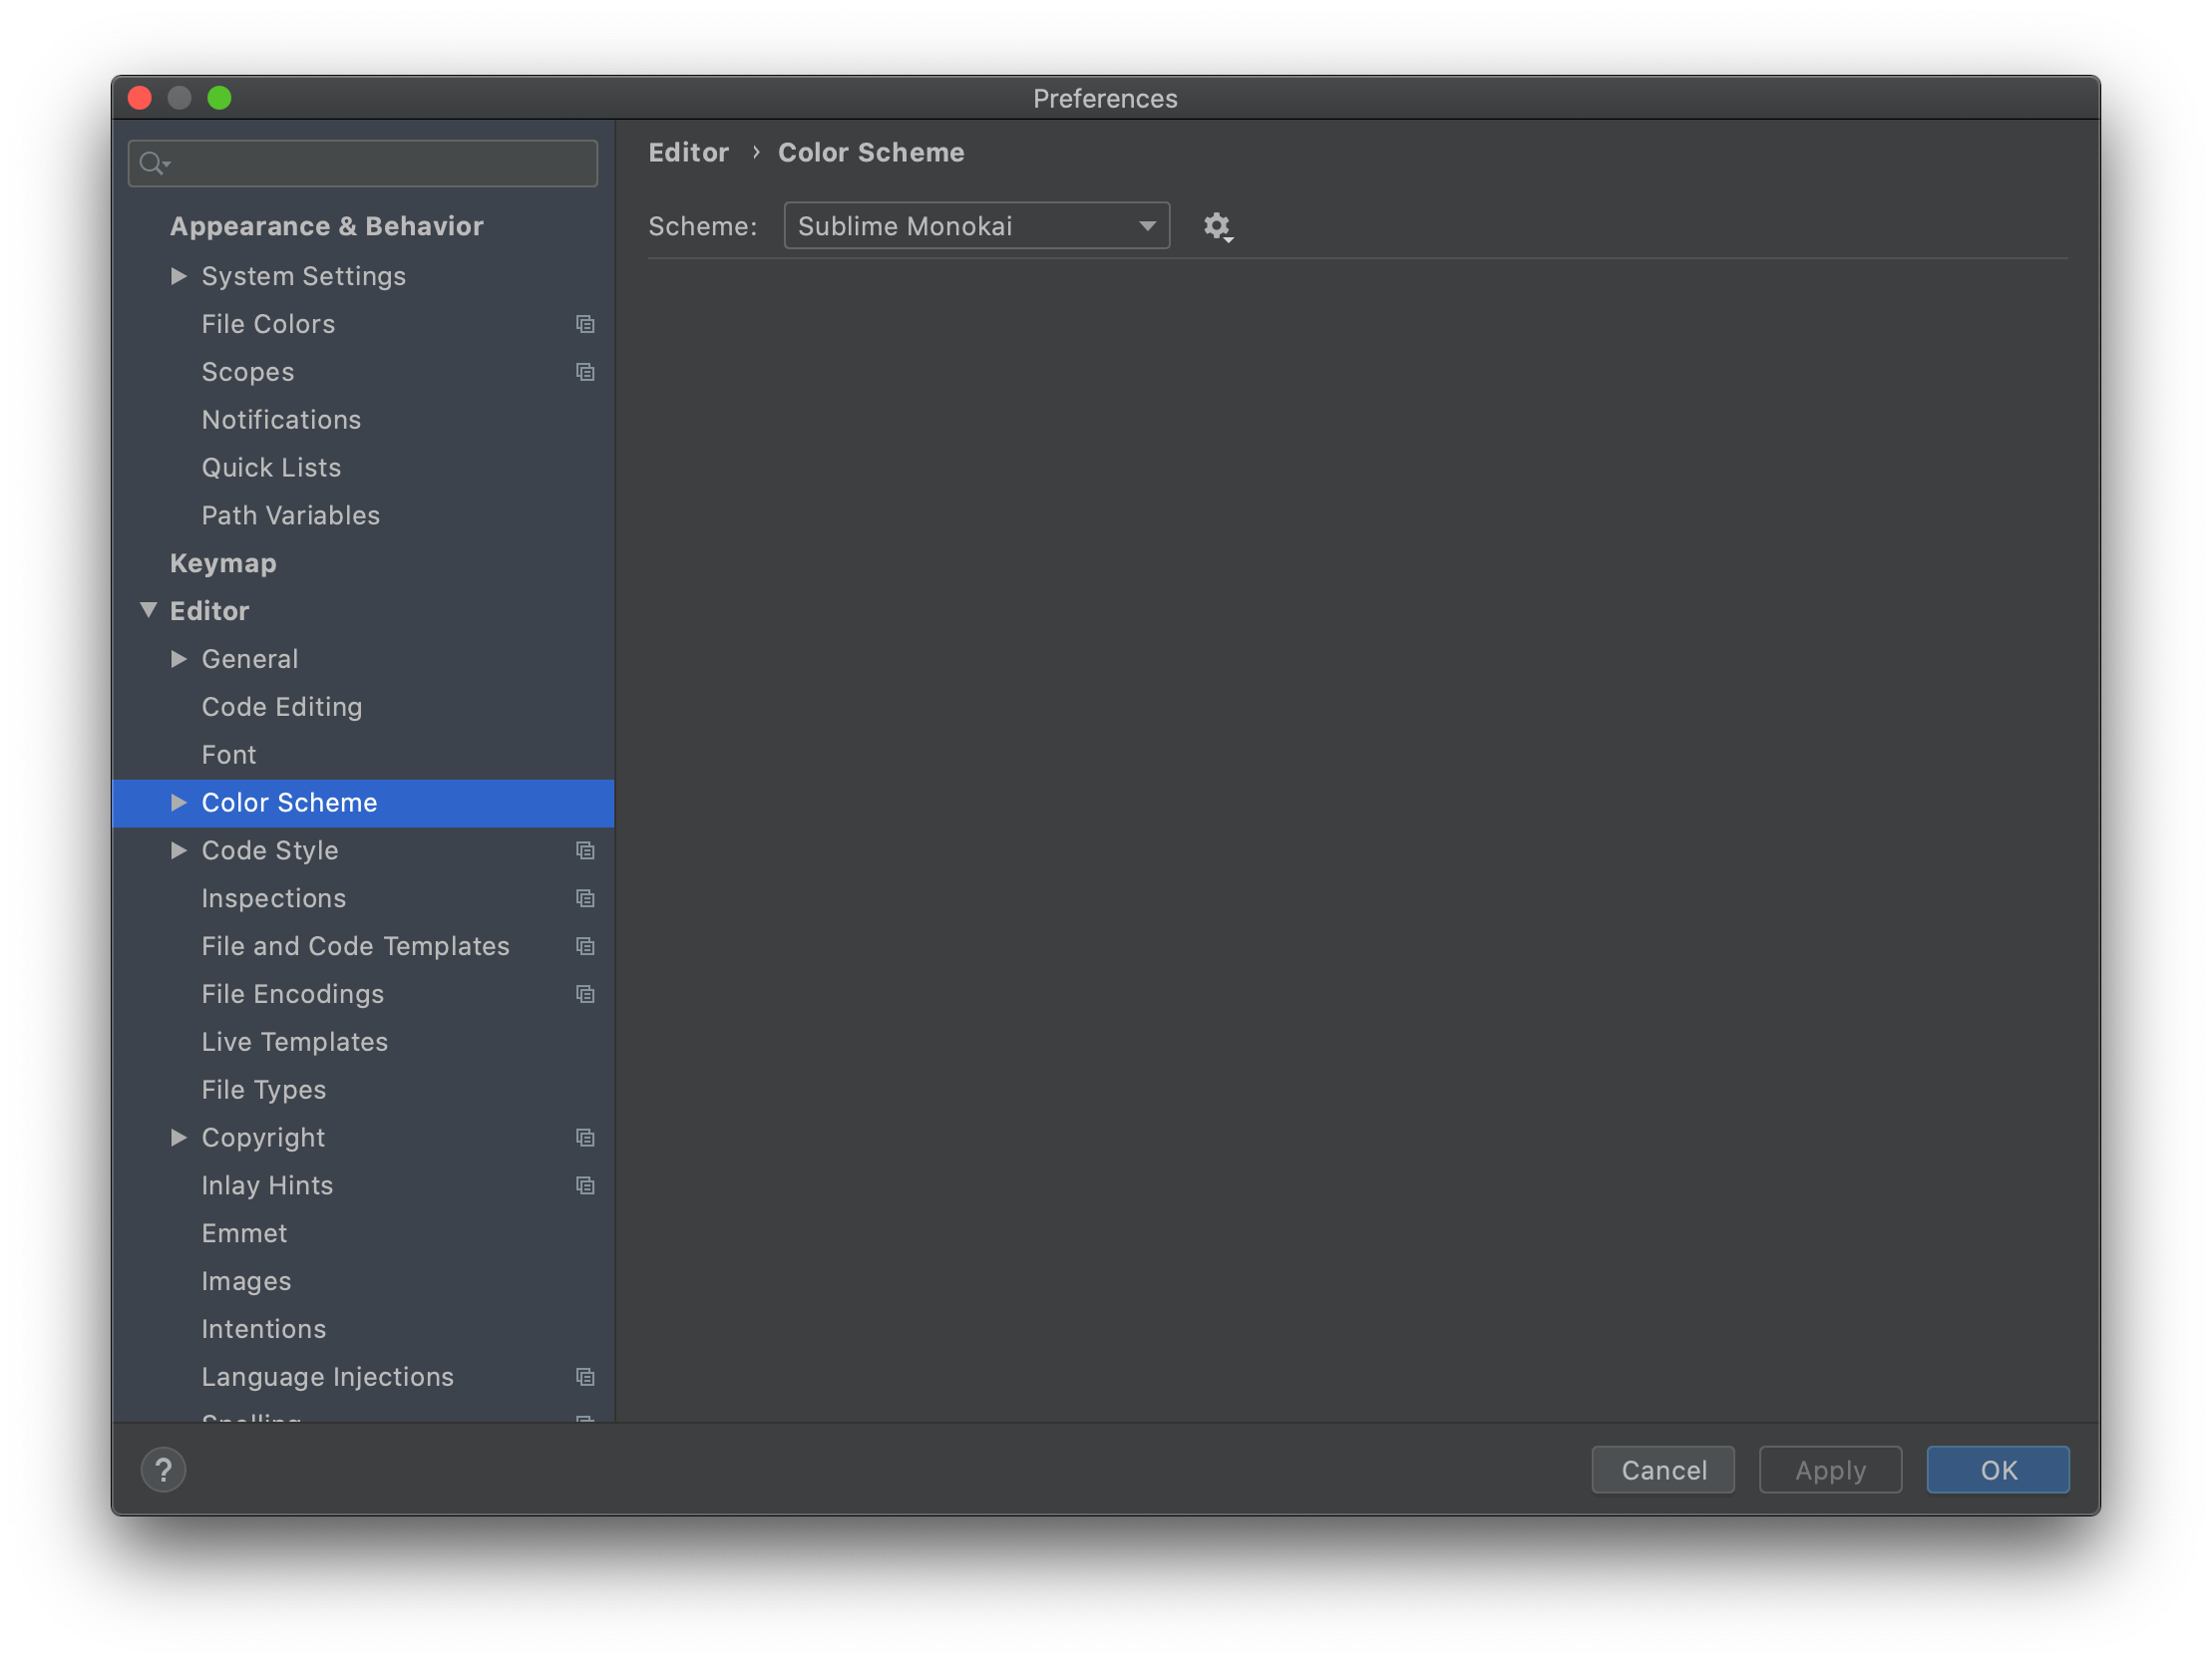 Preferences
Appearance & Behavior
System Settings
File Colors
Scopes
Notifications
Quick Lists
Path Variables
Keymap
Editor
General
Code Editing
Font
Color Scheme
Code Style
Inspections
File and Code Templates
File Encodings
Live Templates
File Types
Copyright
Inlay Hints
Emmet
Images
Intentions
Language Injections
Spelling
Editor › Color Scheme
Scheme: Sublime Monokai
?
Cancel
Apply
OK